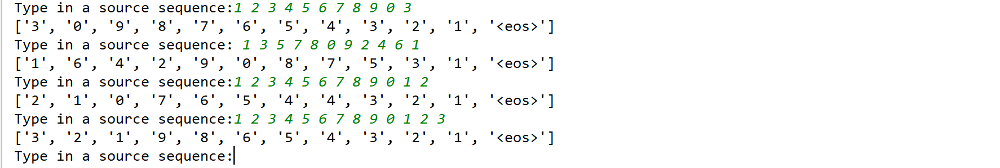 Type in a source sequence:1 2 3 4 5 6 7 8 9 0 3
['3', '0', '9', '8', '7', '6', '5', '4', '3', '2', '1', '<eos>']
Type in a source sequence: 1 3 5 7 8 0 9 2 4 6 1
['1', '6', '4', '2', '9', '0', '8', '7', '5', '3', '1', '<eos>']
Type in a source sequence:1 2 3 4 5 6 7 8 9 0 1 2
['2', '1', '0', '7', '6', '5', '4', '4', '3', '2', '1', '<eos>']
Type in a source sequence:1 2 3 4 5 6 7 8 9 0 1 2 3
['3', '2', '1', '9', '8', '6', '5', '4', '3', '2', '1', '<eos>']
Type in a source sequence: